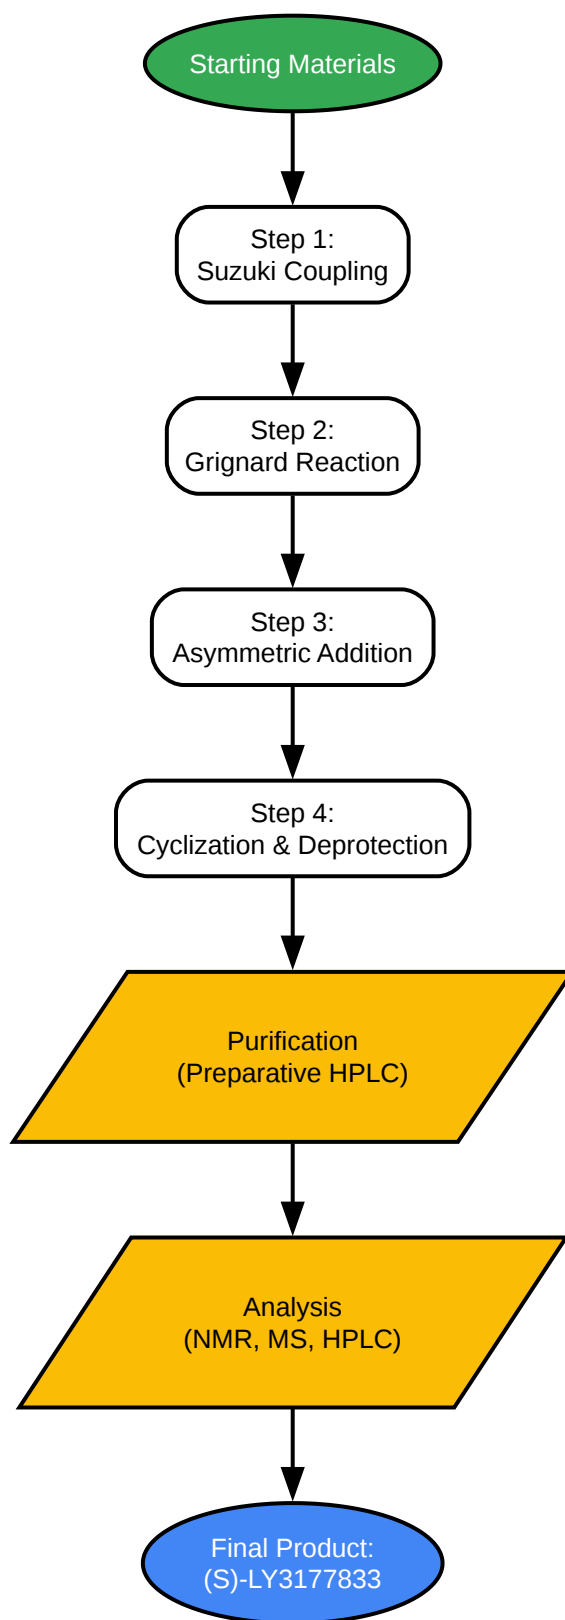 Starting Materials
Step 1:
Suzuki Coupling
Step 2:
Grignard Reaction
Step 3:
Asymmetric Addition
Step 4:
Cyclization & Deprotection
Purification
(Preparative HPLC)
Analysis
(NMR, MS, HPLC)
Final Product:
(S)-LY3177833